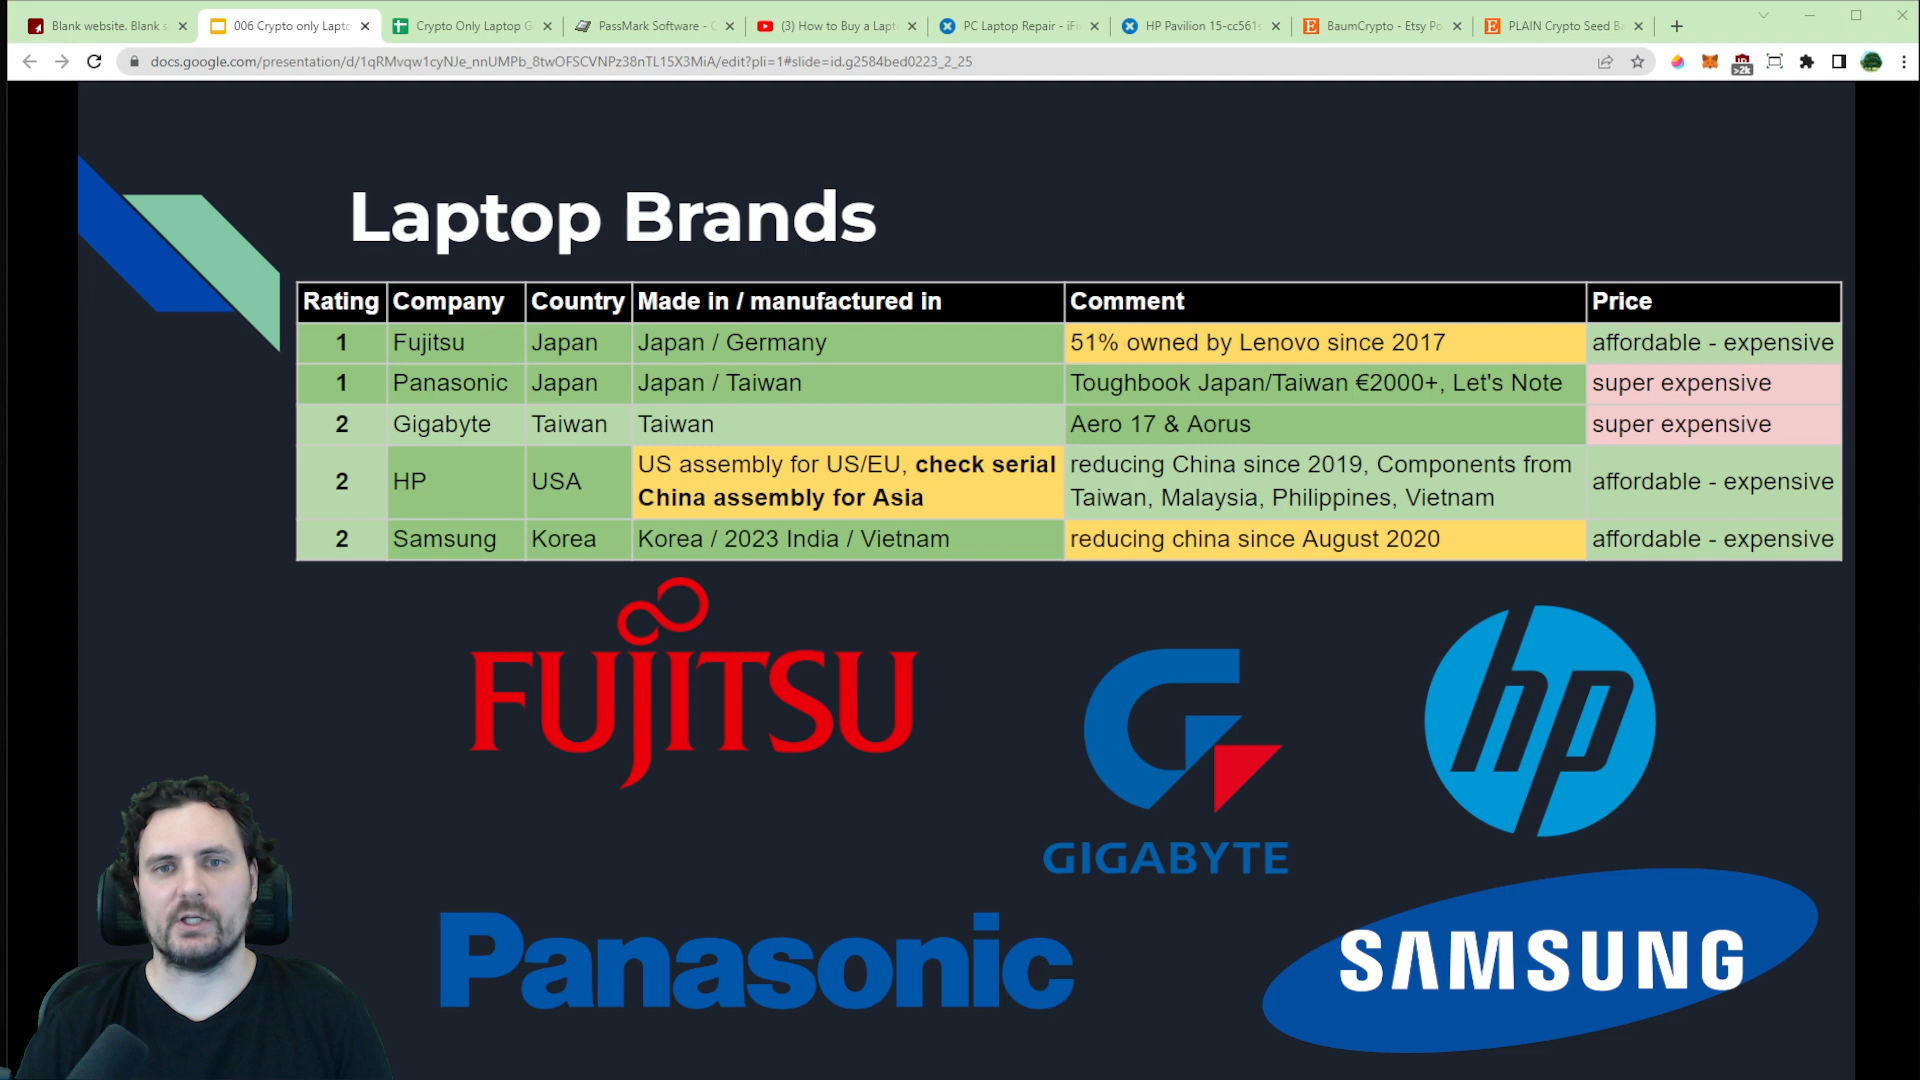 Blank website. Blank s
006 Crypto only Lapto
Crypto Only Laptop G
PassMark Software - C
(3) How to Buy a Lapt
PC Laptop Repair - iFi
HP Pavilion 15-cc561s
BaumCrypto - Etsy Po
PLAIN Crypto Seed Ba
docs.google.com/presentation/d/1qRMvqw1cyNJe_nnUMPb_8twOFSCVNPz38nTL15X3MiA/edit?pli=1#slide=id.g2584bed0223_2_25
>2k
Laptop Brands
Rating Company Country Made in / manufactured in Comment Price
1 Fujitsu Japan Japan / Germany 51% owned by Lenovo since 2017 affordable - expensive
1 Panasonic Japan Japan / Taiwan Toughbook Japan/Taiwan €2000+, Let's Note super expensive
2 Gigabyte Taiwan Taiwan Aero 17 & Aorus super expensive
2 HP USA US assembly for US/EU, check serial China assembly for Asia reducing China since 2019, Components from Taiwan, Malaysia, Philippines, Vietnam affordable - expensive
2 Samsung Korea Korea / 2023 India / Vietnam reducing china since August 2020 affordable - expensive
FUJITSU
hp
GIGABYTE
Panasonic
SAMSUNG